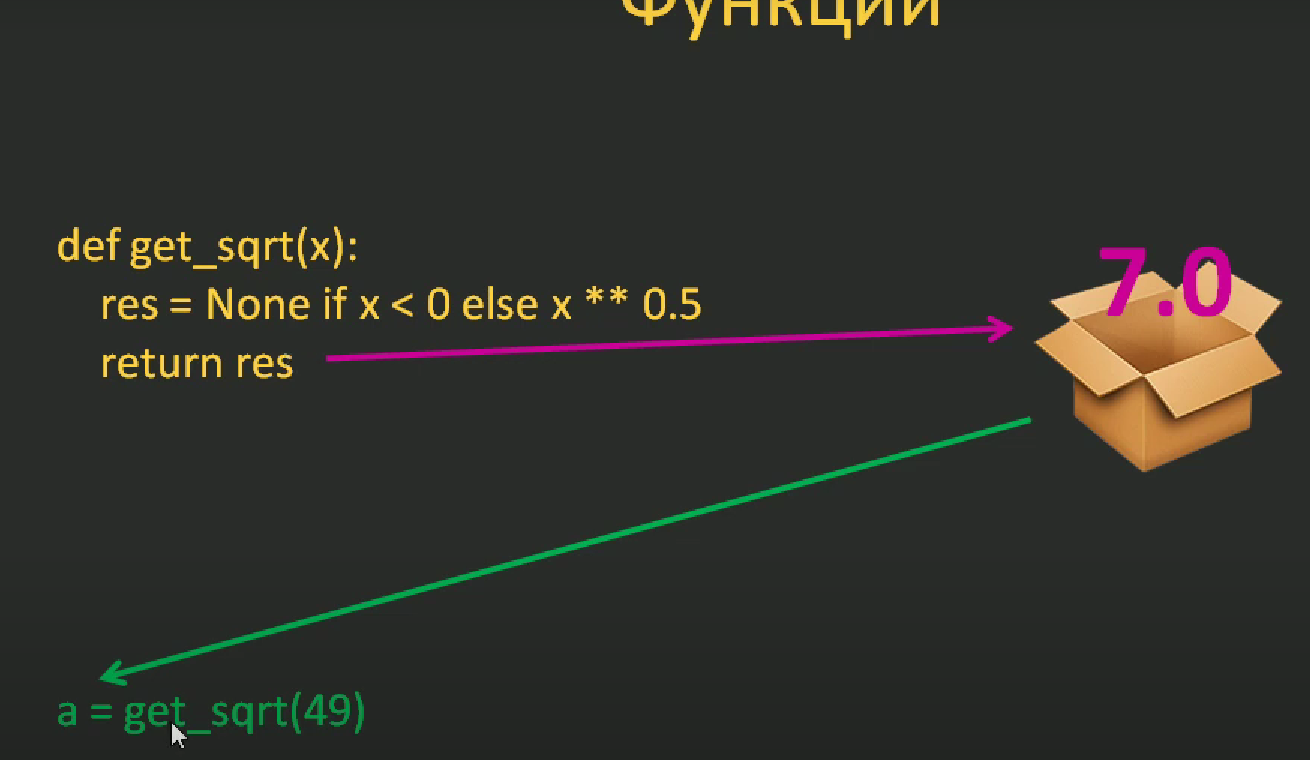 Функции
def get_sqrt(x):
res = None if x < 0 else x ** 0.5
return res
7.0
a = get_sqrt(49)